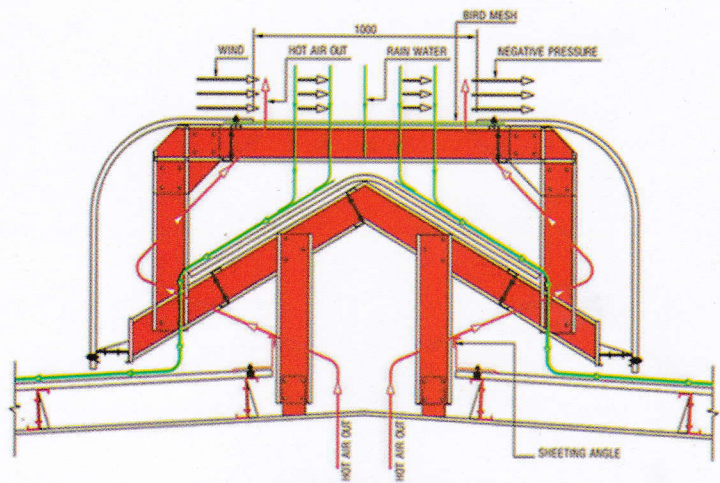 BIRD MESH
1000
WIND
HOT AIR OUT
RAIN WATER
NEGATIVE PRESSURE
SHEETING ANGLE
HOT AIR OUT
HOT AIR OUT